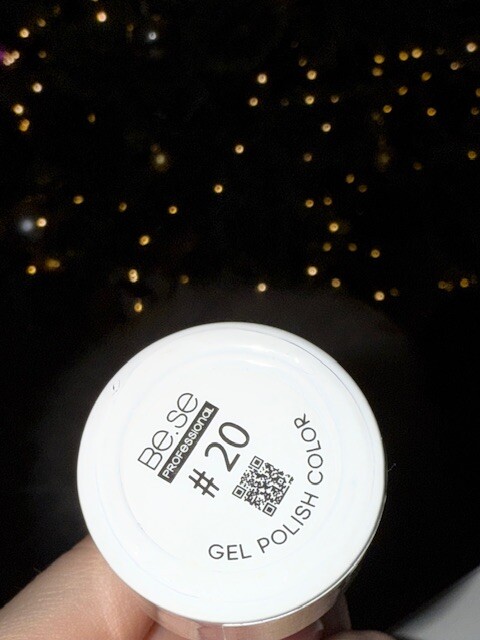 Be.se
PROFESSIONAL
# 20
GEL POLISH COLOR